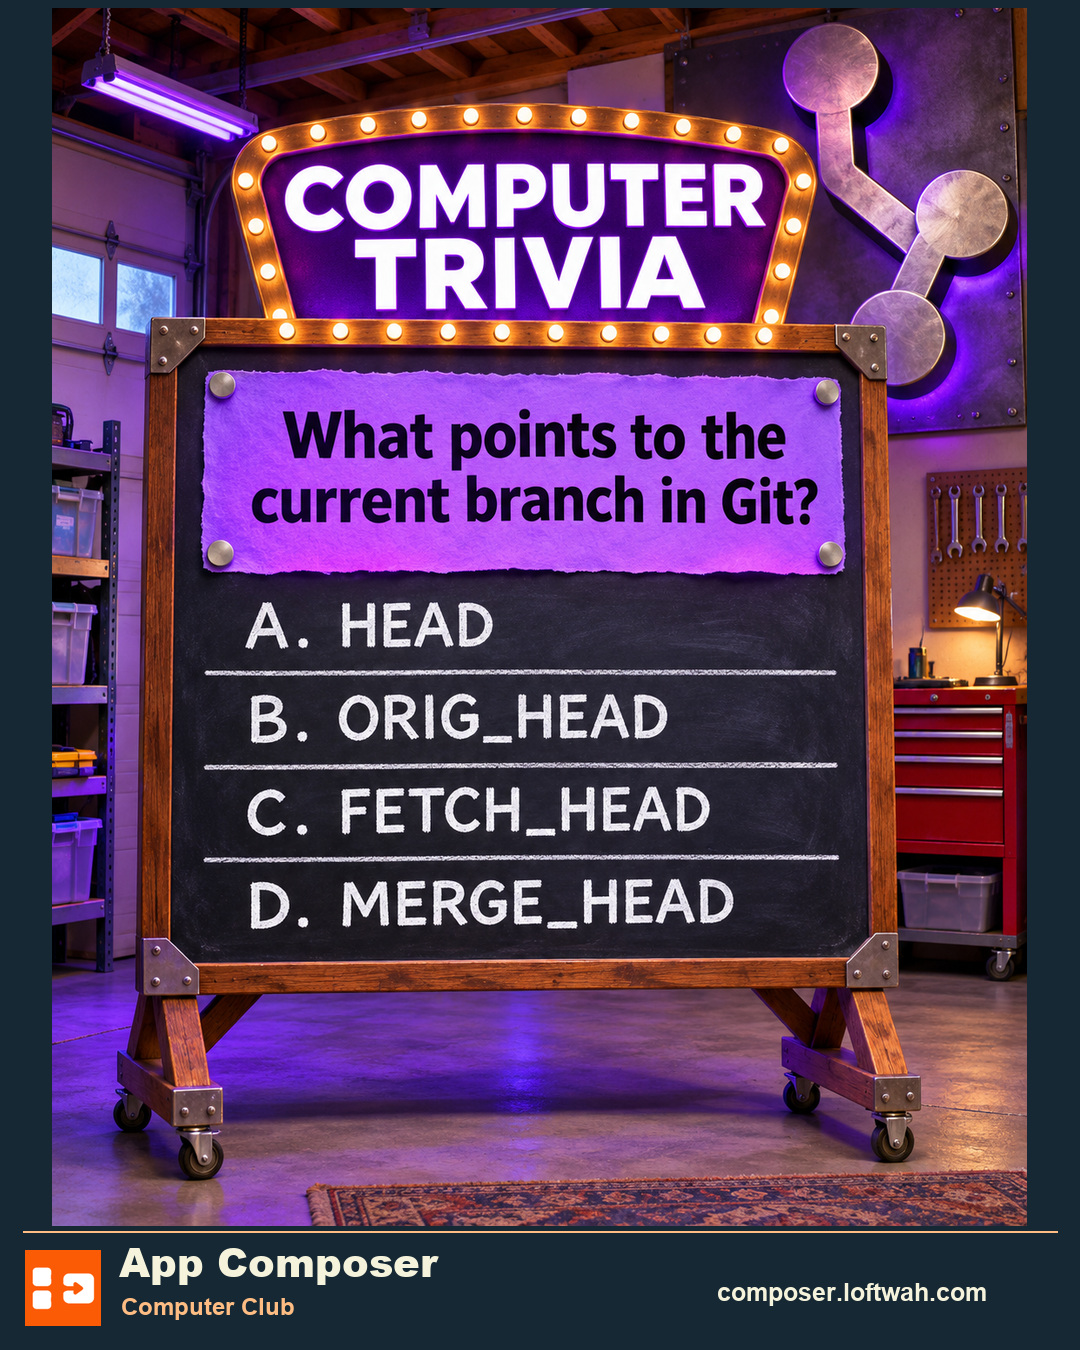 COMPUTER
TRIVIA
What points to the
current branch in Git?
A. HEAD
B. ORIG_HEAD
C. FETCH_HEAD
D. MERGE_HEAD
App Composer
Computer Club
composer.loftwah.com